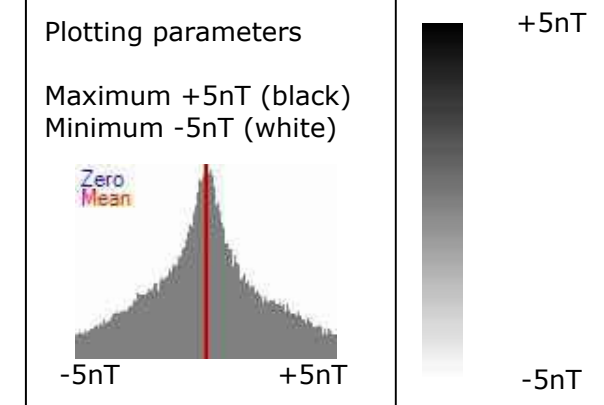 Plotting parameters
Maximum +5nT (black)
Minimum -5nT (white)
Zero
Mean
-5nT +5nT
+5nT
-5nT